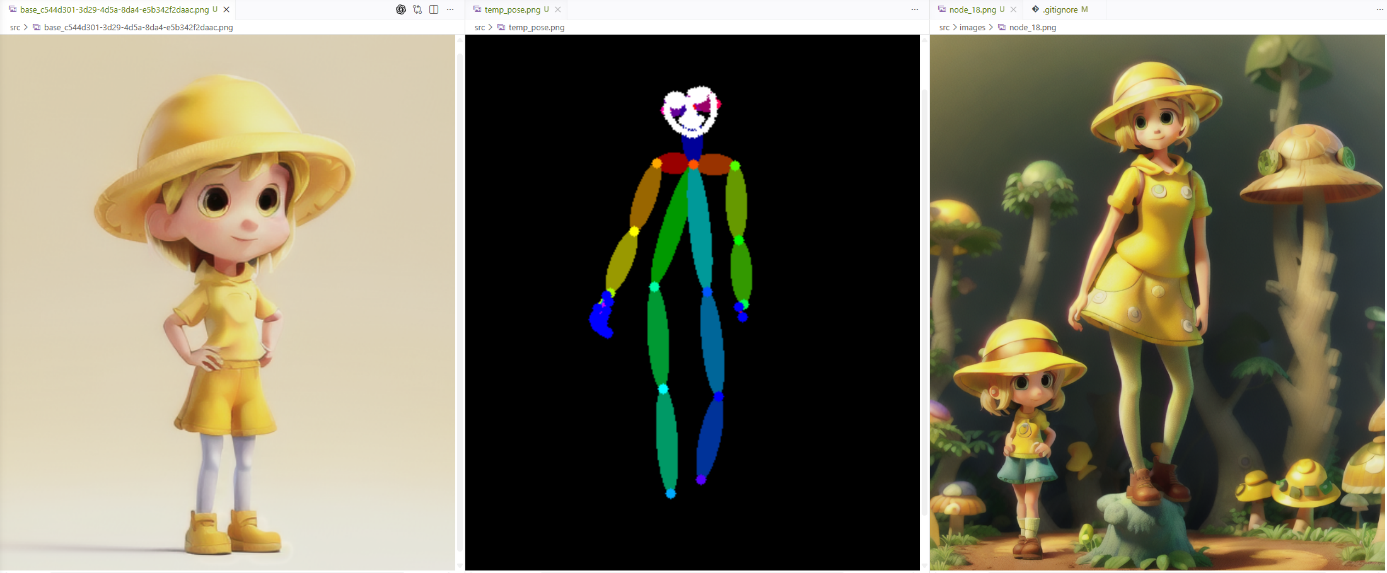 base_c544d301-3d29-4d5a-8da4-e5b342f2daac.png U
src > base_c544d301-3d29-4d5a-8da4-e5b342f2daac.png
temp_pose.png U
src > temp_pose.png
node_18.png U
.gitignore M
src > images > node_18.png